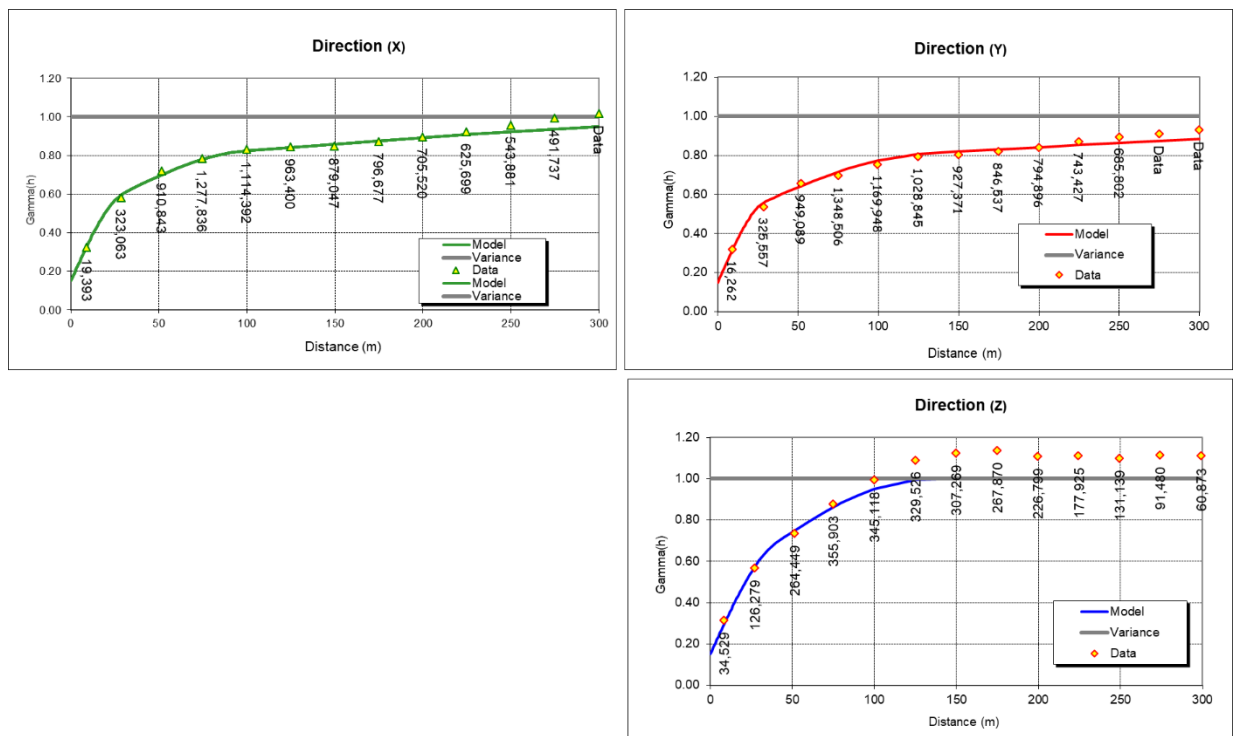 Direction (X)
1.20
1.00
0.80
0.60
0.40
0.20
0.00
Gamma(h)
19,393
323,063
910,843
1,277,836
1,114,392
963,400
879,047
796,677
705,520
625,699
543,881
491,737
Data
Model
Variance
Data
Model
Variance
0 50 100 150 200 250 300
Distance (m)
Direction (Y)
1.20
1.00
0.80
0.60
0.40
0.20
0.00
Gamma(h)
16,262
325,557
949,089
1,348,506
1,169,948
1,028,845
927,371
846,537
794,896
743,427
685,802
Data
Data
Model
Variance
Data
0 50 100 150 200 250 300
Distance (m)
Direction (Z)
1.20
1.00
0.80
0.60
0.40
0.20
0.00
Gamma(h)
34,529
126,279
264,449
355,903
345,118
329,526
307,269
267,870
226,799
177,925
131,139
91,480
60,873
Model
Variance
Data
0 50 100 150 200 250 300
Distance (m)